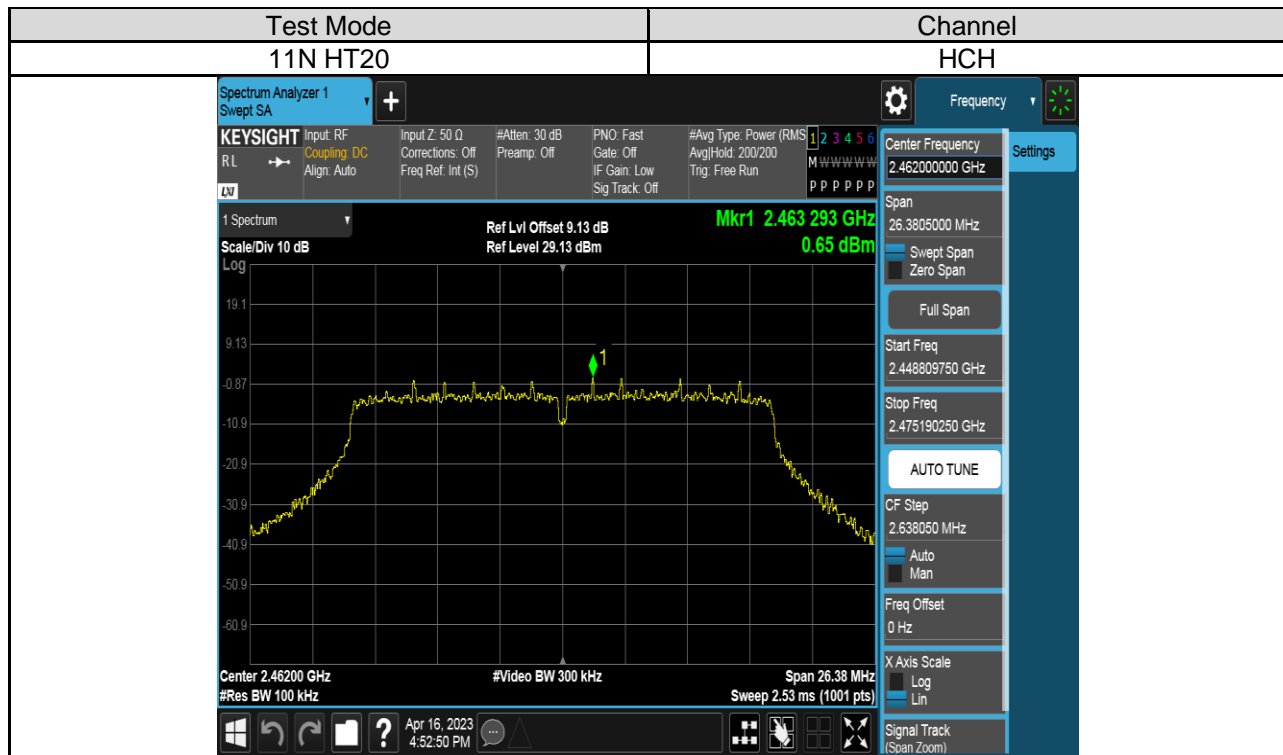 Test Mode Channel
11N HT20 HCH
Spectrum Analyzer 1
Swept SA
+
Frequency
KEYSIGHT
RL
LXI
Input: RF
Coupling: DC
Align: Auto
Input Z: 50 Ω
Corrections: Off
Freq Ref: Int (S)
#Atten: 30 dB
Preamp: Off
PNO: Fast
Gate: Off
IF Gain: Low
Sig Track: Off
#Avg Type: Power (RMS
Avg|Hold: 200/200
Trig: Free Run
1 2 3 4 5 6
M W W W W W
P P P P P P
1 Spectrum
Scale/Div 10 dB
Ref Lvl Offset 9.13 dB
Ref Level 29.13 dBm
Mkr1 2.463 293 GHz
0.65 dBm
Log
19.1
9.13
-0.87
-10.9
-20.9
-30.9
-40.9
-50.9
-60.9
1
Center 2.46200 GHz
#Res BW 100 kHz
#Video BW 300 kHz
Span 26.38 MHz
Sweep 2.53 ms (1001 pts)
?
Apr 16, 2023
4:52:50 PM
Center Frequency
2.462000000 GHz
Settings
Span
26.3805000 MHz
Swept Span
Zero Span
Full Span
Start Freq
2.448809750 GHz
Stop Freq
2.475190250 GHz
AUTO TUNE
CF Step
2.638050 MHz
Auto
Man
Freq Offset
0 Hz
X Axis Scale
Log
Lin
Signal Track
(Span Zoom)